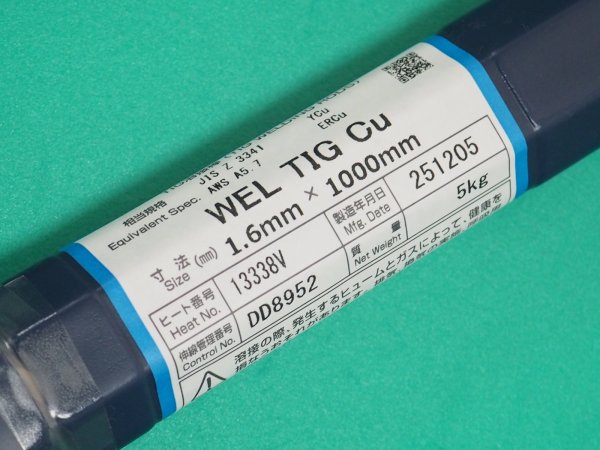 相当規格 JIS Z 3341 YCu
Equivalent Spec. AWS A5.7 ERCu
WEL TIG Cu
寸法 Size (mm) 1.6mm × 1000mm
ヒート番号 Heat No. 13338V 製造年月日 Mfg. Date 251205
伸線管理番号 Control No. DD8952 質量 Net Weight 5kg
溶接の際、発生するヒュームとガスによって、健康を